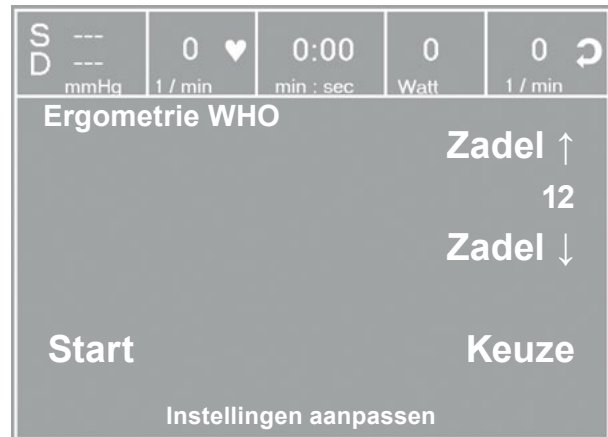 S --- 0 ♥ 0:00 0 0
D ---
mmHg 1 / min min : sec Watt 1 / min
Ergometrie WHO
Zadel ↑
12
Zadel ↓
Start Keuze
Instellingen aanpassen